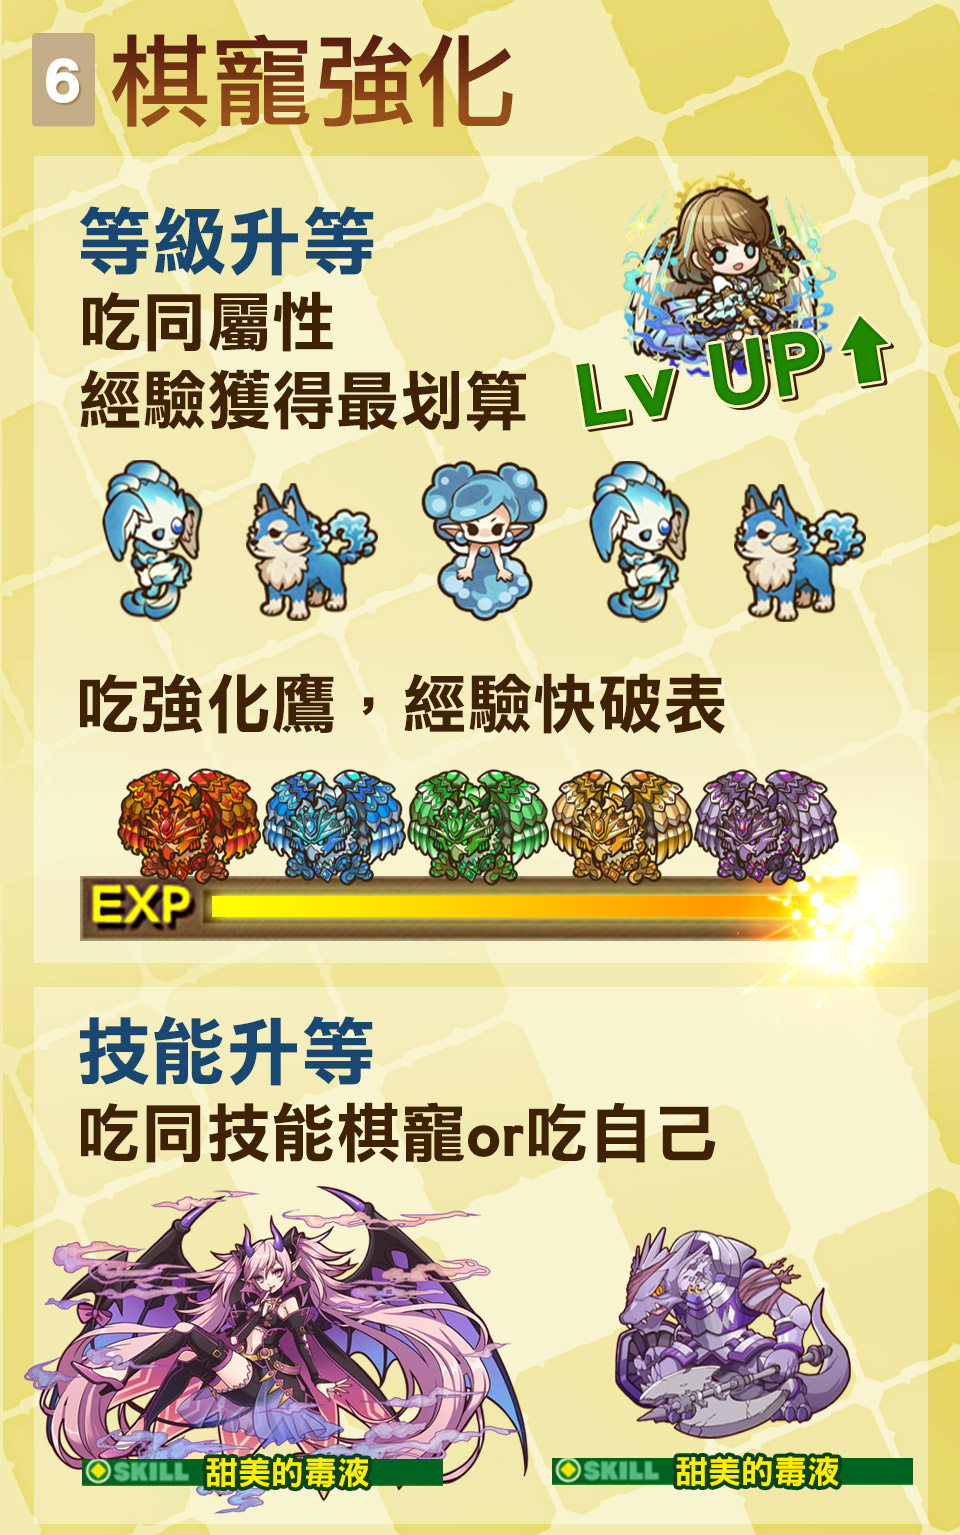 6 棋寵強化
等級升等
吃同屬性
經驗獲得最划算
Lv UP
吃強化鷹，經驗快破表
EXP
技能升等
吃同技能棋寵or吃自己
SKILL 甜美的毒液
SKILL 甜美的毒液